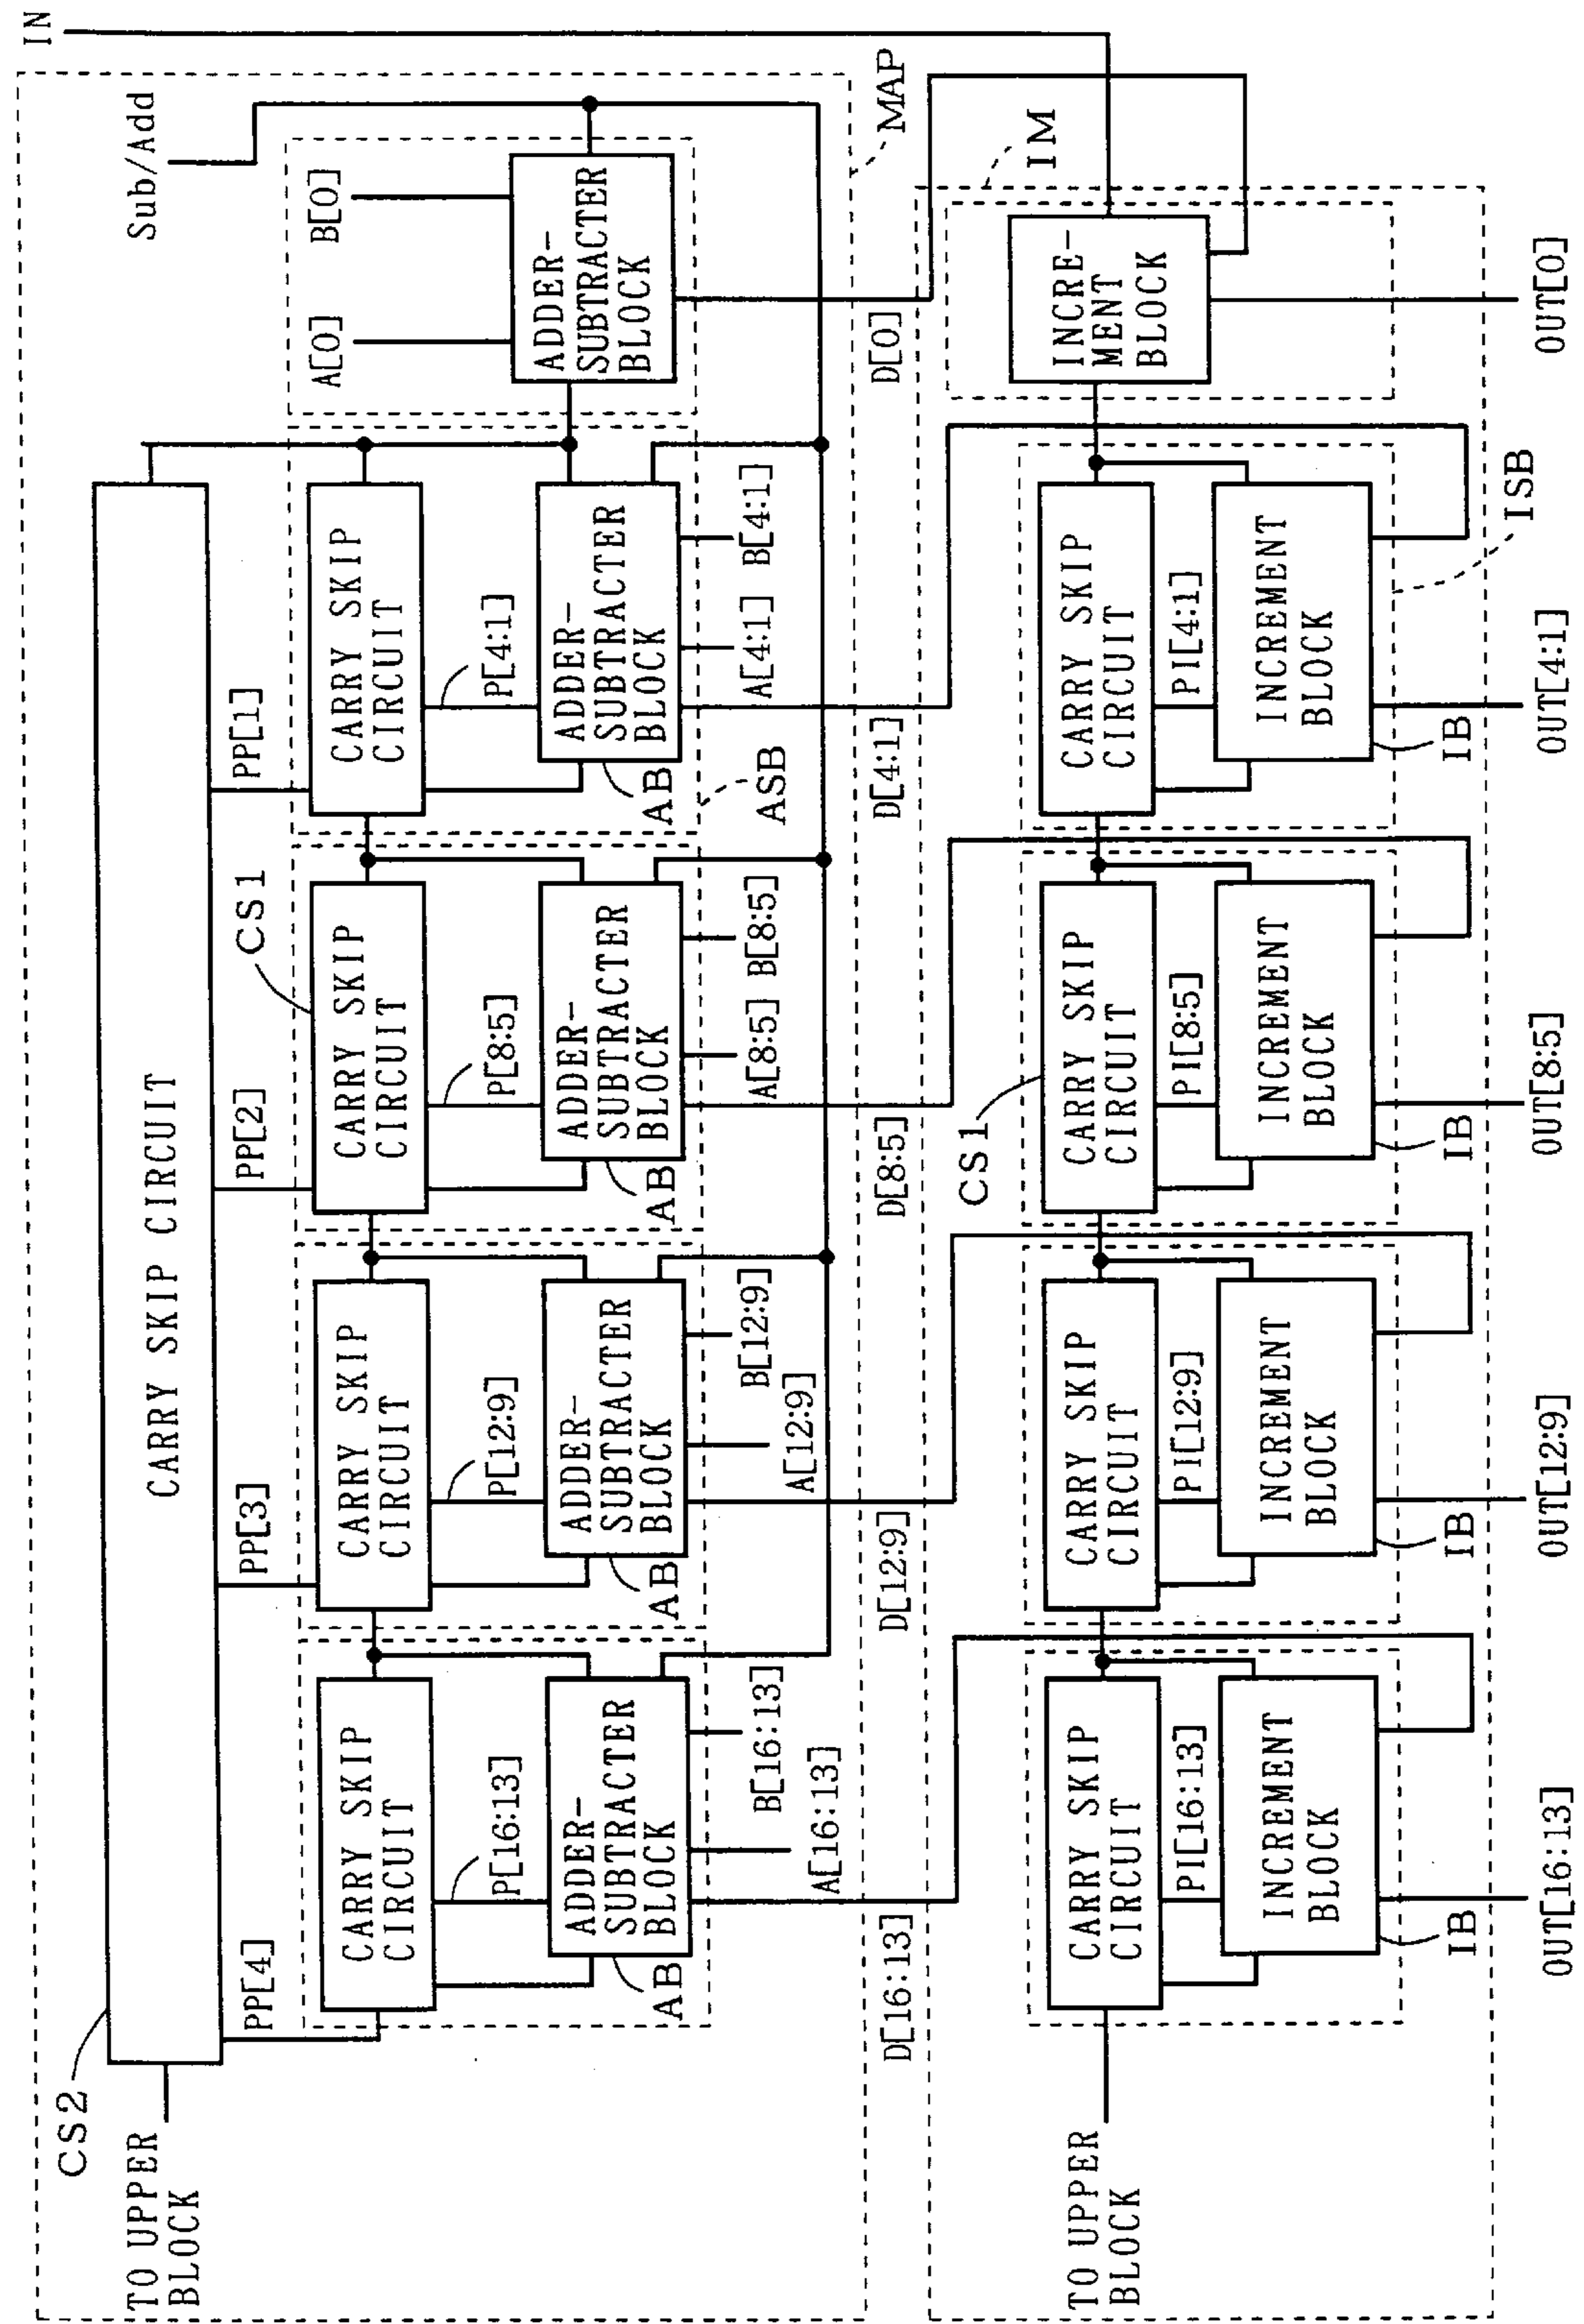 IN
Sub/Add
MAP
CS2
CARRY SKIP CIRCUIT
TO UPPER
BLOCK
PP[4]
PP[3]
PP[2]
PP[1]
CS1
A[0]
B[0]
CARRY SKIP
CIRCUIT
CARRY SKIP
CIRCUIT
CARRY SKIP
CIRCUIT
CARRY SKIP
CIRCUIT
P[16:13]
P[12:9]
P[8:5]
P[4:1]
ADDER-
SUBTRACTER
BLOCK
ADDER-
SUBTRACTER
BLOCK
ADDER-
SUBTRACTER
BLOCK
ADDER-
SUBTRACTER
BLOCK
ADDER-
SUBTRACTER
BLOCK
AB
AB
AB
AB
ASB
A[16:13]
B[16:13]
A[12:9]
B[12:9]
A[8:5]
B[8:5]
A[4:1]
B[4:1]
D[16:13]
D[12:9]
D[8:5]
D[4:1]
D[0]
IM
CS1
TO UPPER
BLOCK
CARRY SKIP
CIRCUIT
CARRY SKIP
CIRCUIT
CARRY SKIP
CIRCUIT
CARRY SKIP
CIRCUIT
INCRE-
MENT
BLOCK
PI[16:13]
PI[12:9]
PI[8:5]
PI[4:1]
INCREMENT
BLOCK
INCREMENT
BLOCK
INCREMENT
BLOCK
INCREMENT
BLOCK
IB
IB
IB
IB
ISB
OUT[16:13]
OUT[12:9]
OUT[8:5]
OUT[4:1]
OUT[0]